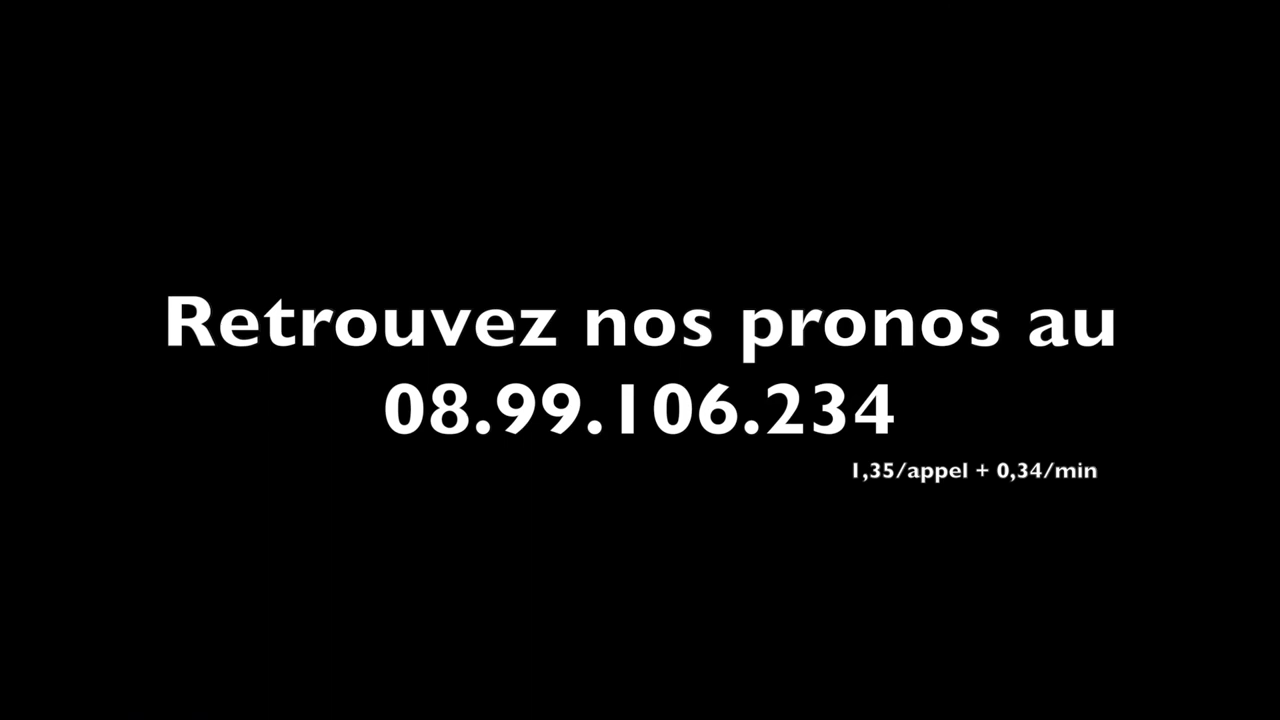 Retrouvez nos pronos au
08.99.106.234
1,35/appel + 0,34/min